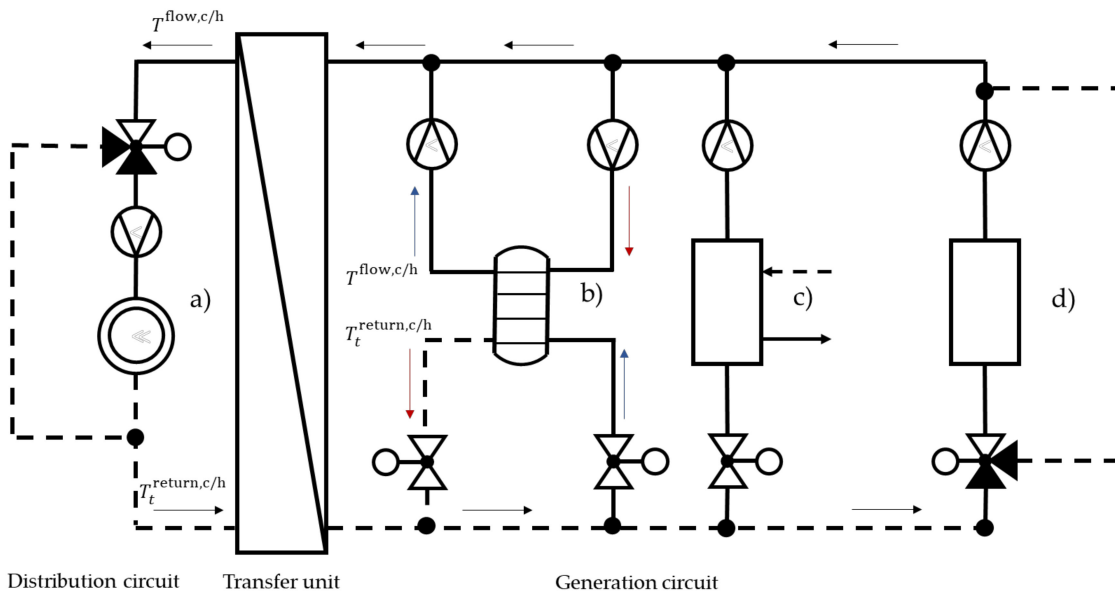 T^flow,c/h
a)
T^flow,c/h
b)
c)
d)
T_t^return,c/h
T_t^return,c/h
Distribution circuit
Transfer unit
Generation circuit